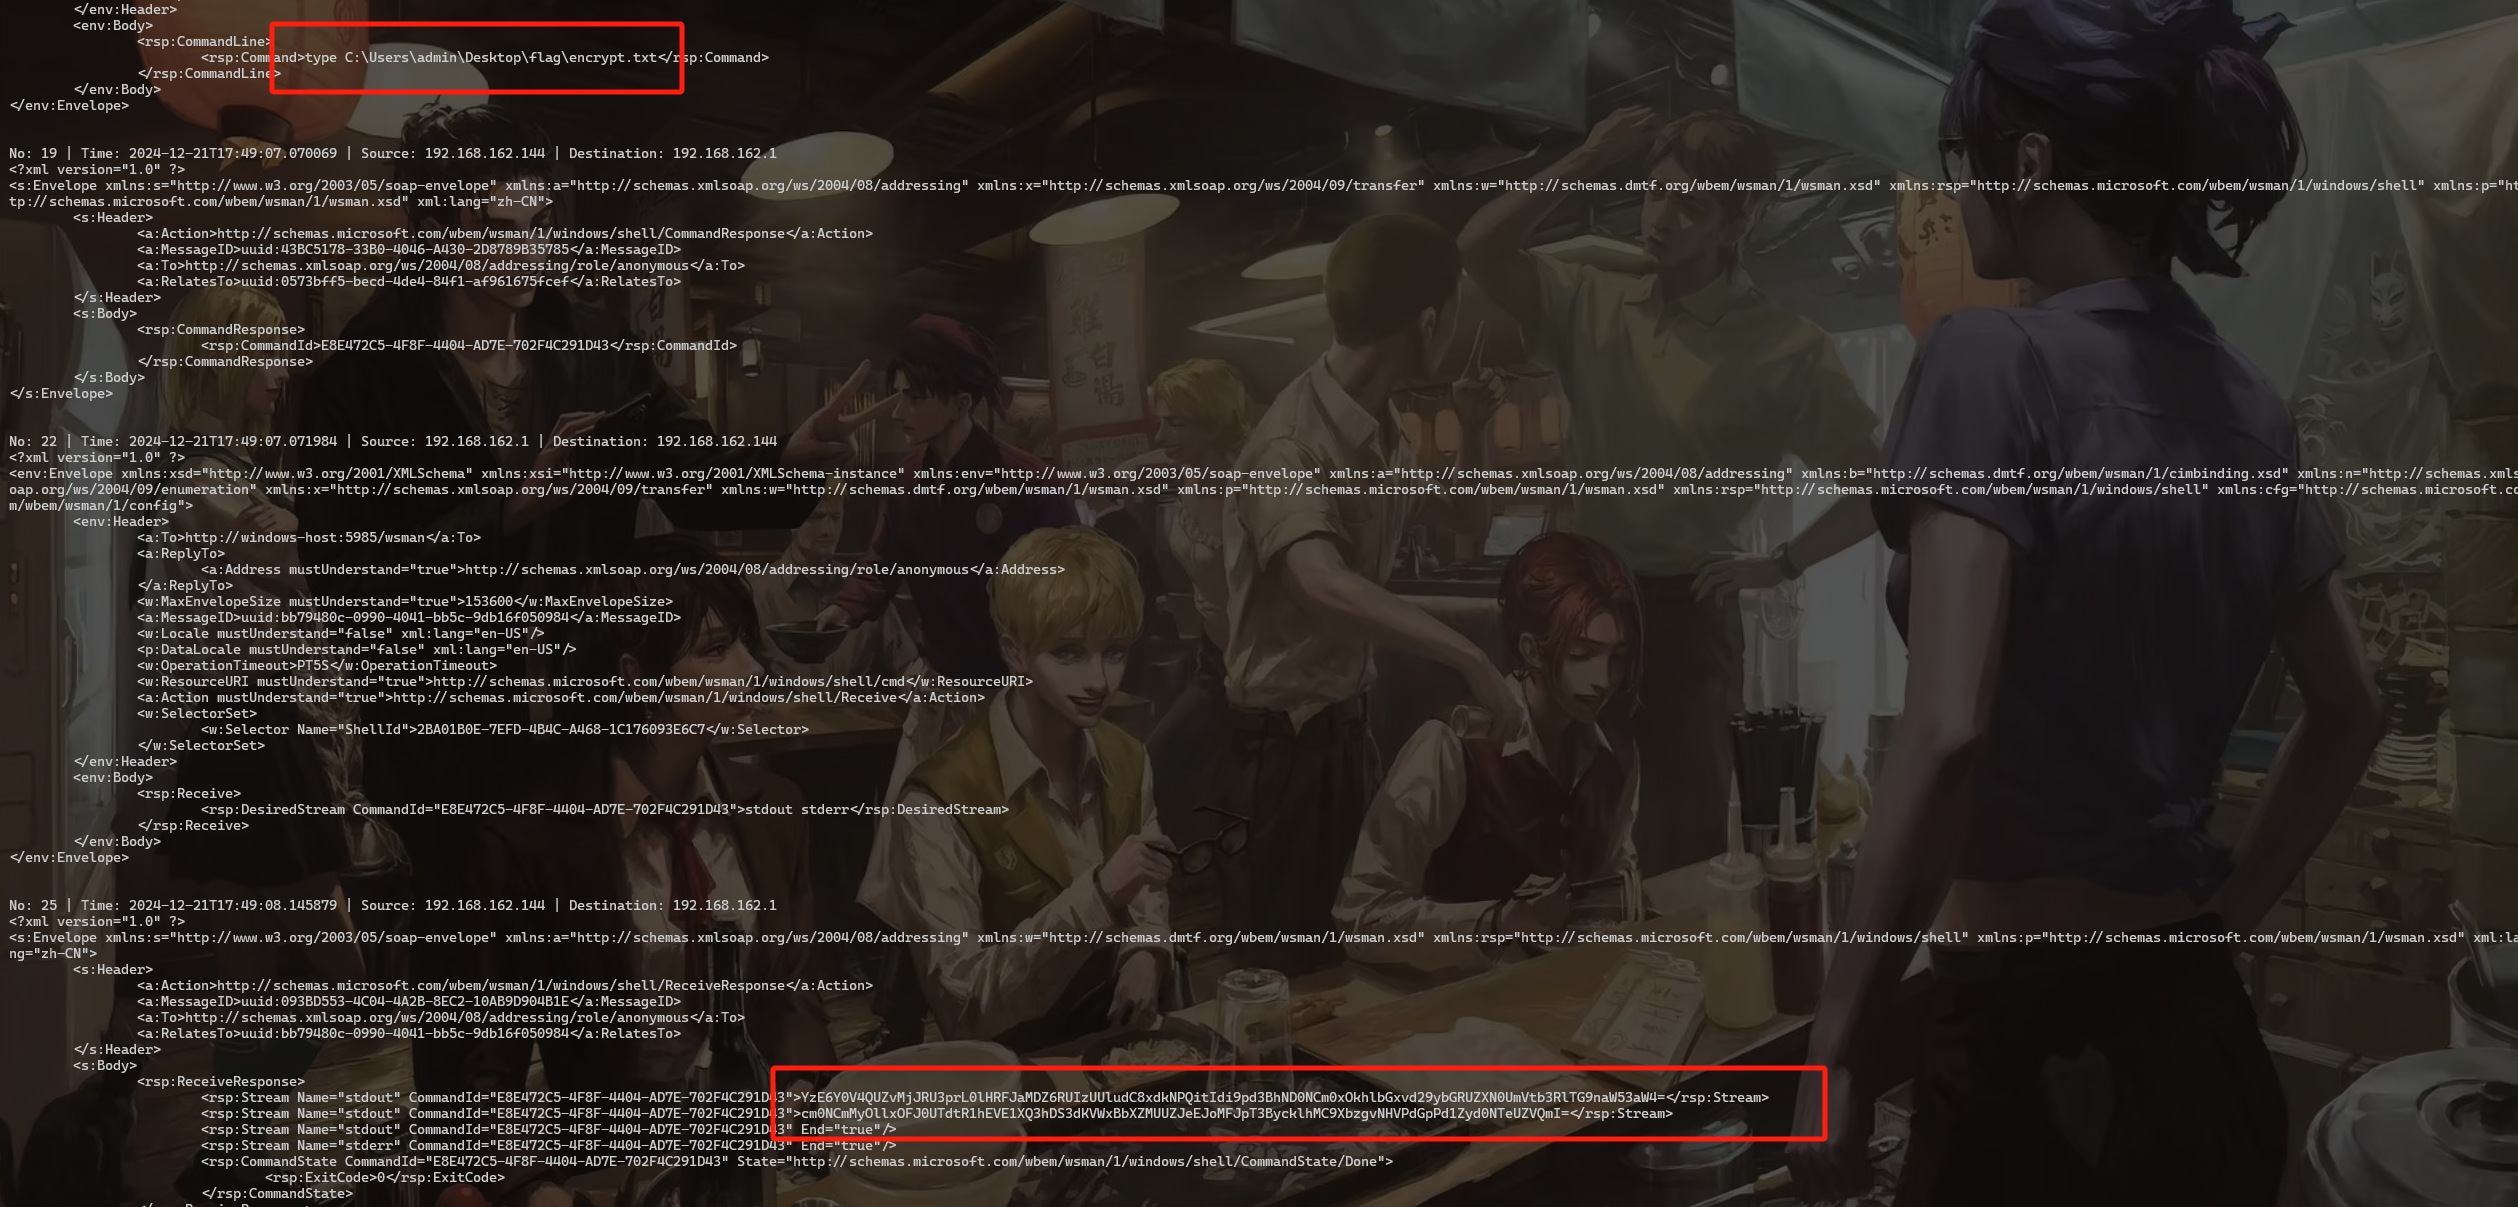 </env:Header>
<env:Body>
<rsp:CommandLine>
<rsp:Command>type C:\Users\admin\Desktop\flag\encrypt.txt</rsp:Command>
</rsp:CommandLine>
</env:Body>
</env:Envelope>
No: 19 | Time: 2024-12-21T17:49:07.070069 | Source: 192.168.162.144 | Destination: 192.168.162.1
<?xml version="1.0" ?>
<s:Envelope xmlns:s="http://www.w3.org/2003/05/soap-envelope" xmlns:a="http://schemas.xmlsoap.org/ws/2004/08/addressing" xmlns:x="http://schemas.xmlsoap.org/ws/2004/09/transfer" xmlns:w="http://schemas.dmtf.org/wbem/wsman/1/wsman.xsd" xmlns:rsp="http://schemas.microsoft.com/wbem/wsman/1/windows/shell" xmlns:p="ht
tp://schemas.microsoft.com/wbem/wsman/1/wsman.xsd" xml:lang="zh-CN">
<s:Header>
<a:Action>http://schemas.microsoft.com/wbem/wsman/1/windows/shell/CommandResponse</a:Action>
<a:MessageID>uuid:43BC5178-33B0-4046-A430-2D8789B35785</a:MessageID>
<a:To>http://schemas.xmlsoap.org/ws/2004/08/addressing/role/anonymous</a:To>
<a:RelatesTo>uuid:0573bff5-becd-4de4-84f1-af961675fcef</a:RelatesTo>
</s:Header>
<s:Body>
<rsp:CommandResponse>
<rsp:CommandId>E8E472C5-4F8F-4404-AD7E-702F4C291D43</rsp:CommandId>
</rsp:CommandResponse>
</s:Body>
</s:Envelope>
No: 22 | Time: 2024-12-21T17:49:07.071984 | Source: 192.168.162.1 | Destination: 192.168.162.144
<?xml version="1.0" ?>
<env:Envelope xmlns:xsd="http://www.w3.org/2001/XMLSchema" xmlns:xsi="http://www.w3.org/2001/XMLSchema-instance" xmlns:env="http://www.w3.org/2003/05/soap-envelope" xmlns:a="http://schemas.xmlsoap.org/ws/2004/08/addressing" xmlns:b="http://schemas.dmtf.org/wbem/wsman/1/cimbinding.xsd" xmlns:n="http://schemas.xmls
oap.org/ws/2004/09/enumeration" xmlns:x="http://schemas.xmlsoap.org/ws/2004/09/transfer" xmlns:w="http://schemas.dmtf.org/wbem/wsman/1/wsman.xsd" xmlns:p="http://schemas.microsoft.com/wbem/wsman/1/wsman.xsd" xmlns:rsp="http://schemas.microsoft.com/wbem/wsman/1/windows/shell" xmlns:cfg="http://schemas.microsoft.co
m/wbem/wsman/1/config">
<env:Header>
<a:To>http://windows-host:5985/wsman</a:To>
<a:ReplyTo>
<a:Address mustUnderstand="true">http://schemas.xmlsoap.org/ws/2004/08/addressing/role/anonymous</a:Address>
</a:ReplyTo>
<w:MaxEnvelopeSize mustUnderstand="true">153600</w:MaxEnvelopeSize>
<a:MessageID>uuid:bb79480c-0990-4041-bb5c-9db16f050984</a:MessageID>
<w:Locale mustUnderstand="false" xml:lang="en-US"/>
<p:DataLocale mustUnderstand="false" xml:lang="en-US"/>
<w:OperationTimeout>PT5S</w:OperationTimeout>
<w:ResourceURI mustUnderstand="true">http://schemas.microsoft.com/wbem/wsman/1/windows/shell/cmd</w:ResourceURI>
<a:Action mustUnderstand="true">http://schemas.microsoft.com/wbem/wsman/1/windows/shell/Receive</a:Action>
<w:SelectorSet>
<w:Selector Name="ShellId">2BA01B0E-7EFD-4B4C-A468-1C176093E6C7</w:Selector>
</w:SelectorSet>
</env:Header>
<env:Body>
<rsp:Receive>
<rsp:DesiredStream CommandId="E8E472C5-4F8F-4404-AD7E-702F4C291D43">stdout stderr</rsp:DesiredStream>
</rsp:Receive>
</env:Body>
</env:Envelope>
No: 25 | Time: 2024-12-21T17:49:08.145879 | Source: 192.168.162.144 | Destination: 192.168.162.1
<?xml version="1.0" ?>
<s:Envelope xmlns:s="http://www.w3.org/2003/05/soap-envelope" xmlns:a="http://schemas.xmlsoap.org/ws/2004/08/addressing" xmlns:w="http://schemas.dmtf.org/wbem/wsman/1/wsman.xsd" xmlns:rsp="http://schemas.microsoft.com/wbem/wsman/1/windows/shell" xmlns:p="http://schemas.microsoft.com/wbem/wsman/1/wsman.xsd" xml:la
ng="zh-CN">
<s:Header>
<a:Action>http://schemas.microsoft.com/wbem/wsman/1/windows/shell/ReceiveResponse</a:Action>
<a:MessageID>uuid:093BD553-4C04-4A2B-8EC2-10AB9D904B1E</a:MessageID>
<a:To>http://schemas.xmlsoap.org/ws/2004/08/addressing/role/anonymous</a:To>
<a:RelatesTo>uuid:bb79480c-0990-4041-bb5c-9db16f050984</a:RelatesTo>
</s:Header>
<s:Body>
<rsp:ReceiveResponse>
<rsp:Stream Name="stdout" CommandId="E8E472C5-4F8F-4404-AD7E-702F4C291D43">YzE6Y0V4QUZvMjJRU3prL0lHRFJaMDZ6RUIzUUludC8xdkNPQitIdi9pd3BhND0NCm0xOkhlbGxvd29ybGRUZXN0UmVtb3RlTG9naW53aW4=</rsp:Stream>
<rsp:Stream Name="stdout" CommandId="E8E472C5-4F8F-4404-AD7E-702F4C291D43">cm0NCmMyOllxOFJ0UTdtR1hEVE1XQ3hDS3dKVWxBbXZMUUZJeEJoMFJpT3BycklhMC9XbzgvNHVPdGpPd1Zyd0NTeUZVQmI=</rsp:Stream>
<rsp:Stream Name="stdout" CommandId="E8E472C5-4F8F-4404-AD7E-702F4C291D43" End="true"/>
<rsp:Stream Name="stderr" CommandId="E8E472C5-4F8F-4404-AD7E-702F4C291D43" End="true"/>
<rsp:CommandState CommandId="E8E472C5-4F8F-4404-AD7E-702F4C291D43" State="http://schemas.microsoft.com/wbem/wsman/1/windows/shell/CommandState/Done">
<rsp:ExitCode>0</rsp:ExitCode>
</rsp:CommandState>